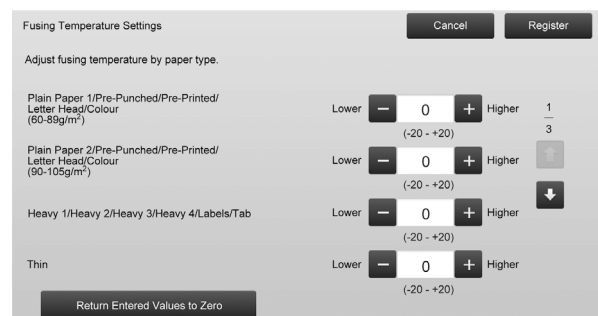 Fusing Temperature Settings
Cancel
Register
Adjust fusing temperature by paper type.
Plain Paper 1/Pre-Punched/Pre-Printed/
Letter Head/Colour
(60-89g/m²)
Lower − 0 + Higher
(-20 - +20)
1
3
Plain Paper 2/Pre-Punched/Pre-Printed/
Letter Head/Colour
(90-105g/m²)
Lower − 0 + Higher
(-20 - +20)
Heavy 1/Heavy 2/Heavy 3/Heavy 4/Labels/Tab
Lower − 0 + Higher
(-20 - +20)
Thin
Lower − 0 + Higher
(-20 - +20)
Return Entered Values to Zero